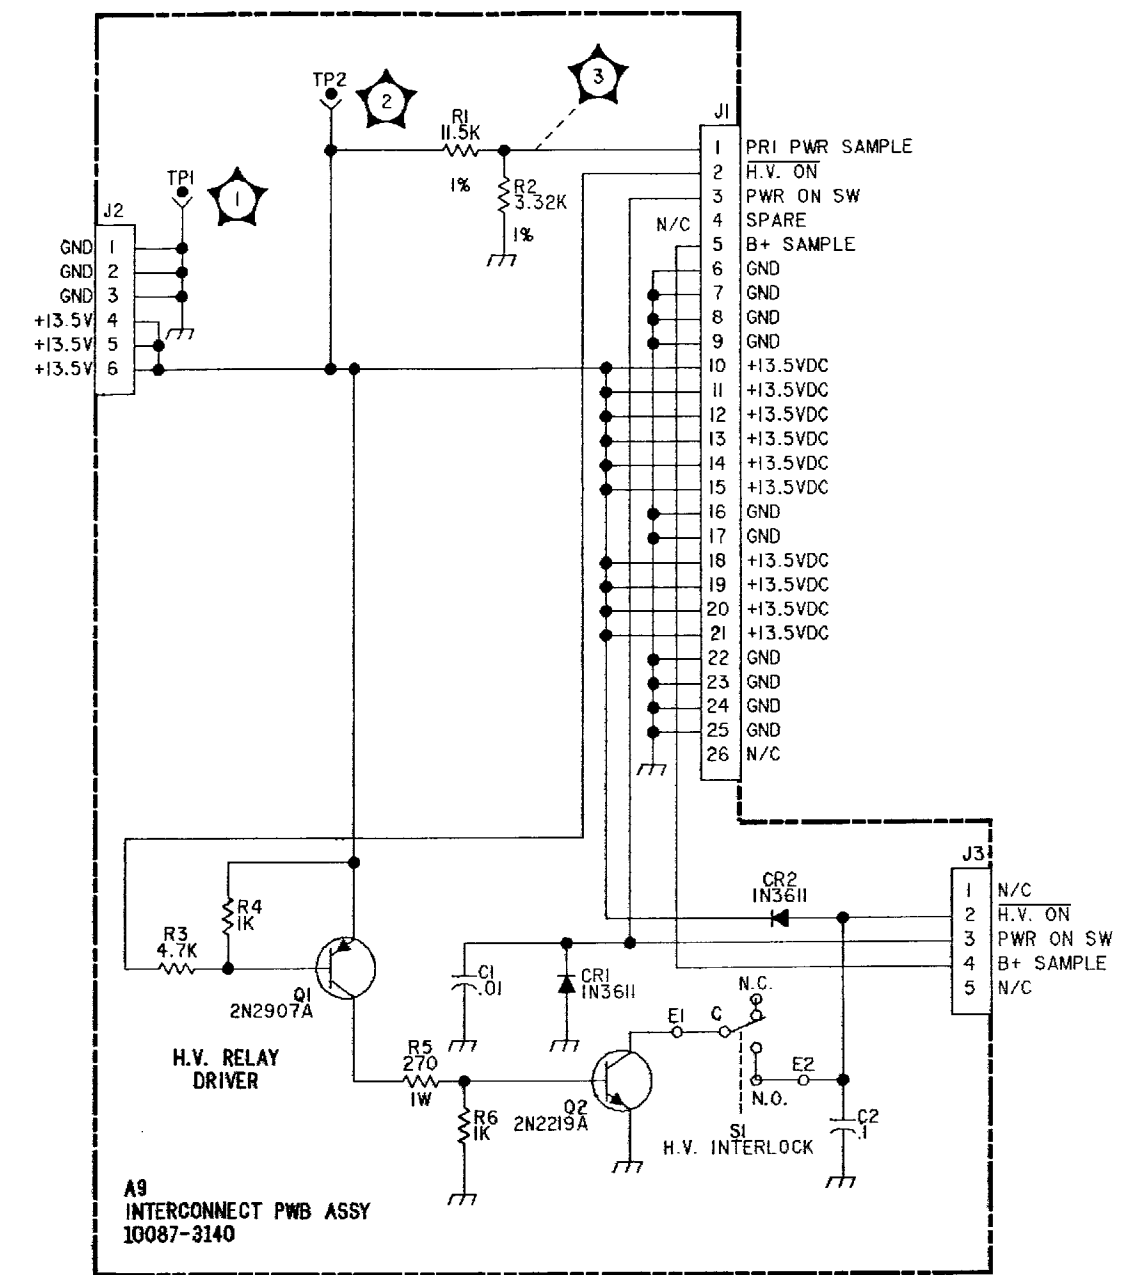 TP2
2
3
R1
11.5K
1%
R2
3.32K
1%
J1
1 PRI PWR SAMPLE
2 H.V. ON
3 PWR ON SW
N/C 4 SPARE
5 B+ SAMPLE
6 GND
7 GND
8 GND
9 GND
10 +13.5VDC
11 +13.5VDC
12 +13.5VDC
13 +13.5VDC
14 +13.5VDC
15 +13.5VDC
16 GND
17 GND
18 +13.5VDC
19 +13.5VDC
20 +13.5VDC
21 +13.5VDC
22 GND
23 GND
24 GND
25 GND
26 N/C
TP1
1
J2
GND 1
GND 2
GND 3
+13.5V 4
+13.5V 5
+13.5V 6
J3
1 N/C
2 H.V. ON
3 PWR ON SW
4 B+ SAMPLE
5 N/C
CR2
1N3611
R4
1K
R3
4.7K
Q1
2N2907A
C1
.01
CR1
1N3611
H.V. RELAY
DRIVER
R5
270
1W
R6
1K
Q2
2N2219A
E1
C
N.C.
N.O.
E2
S1
H.V. INTERLOCK
C2
.1
A9
INTERCONNECT PWB ASSY
10087-3140